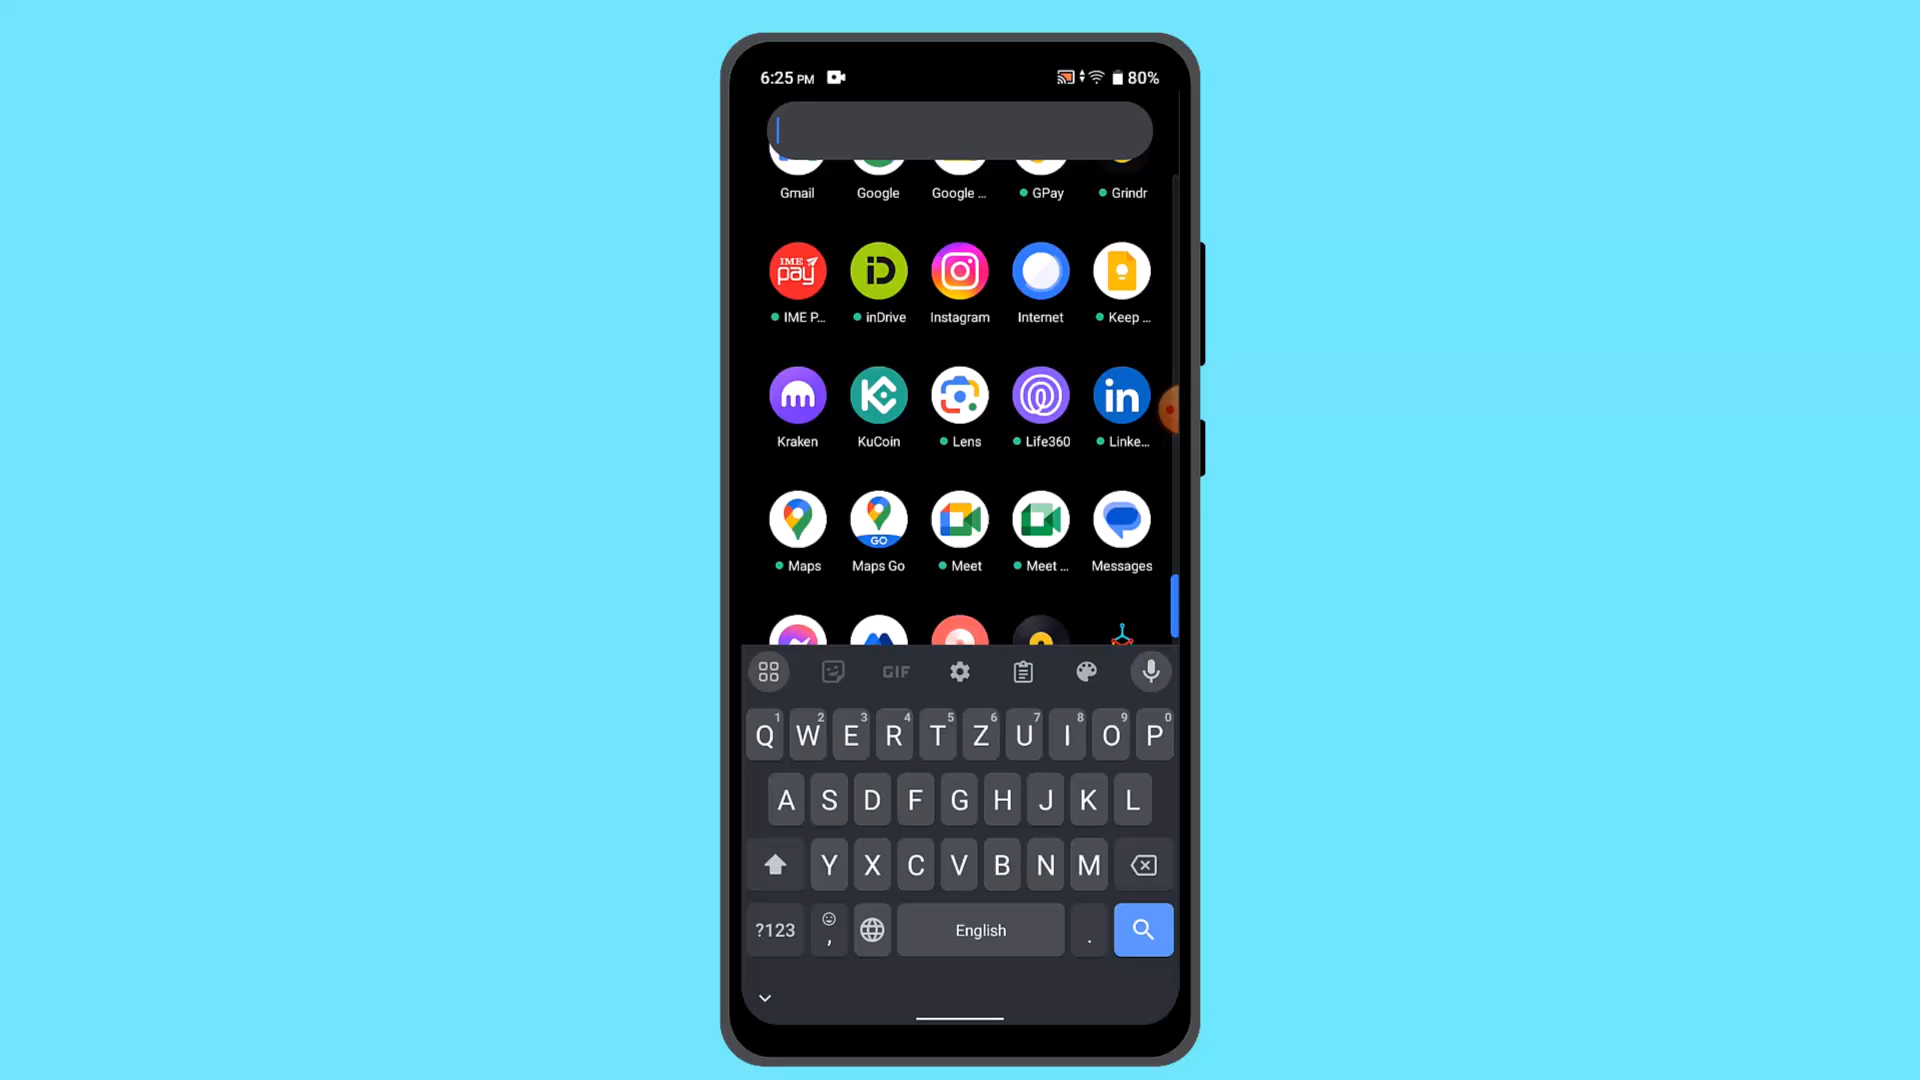 6:25 PM 80%
Gmail Google Google ... GPay Grindr
IME pay iD
IME P... inDrive Instagram Internet Keep ...
in
Kraken KuCoin Lens Life360 Linke...
GO
Maps Maps Go Meet Meet ... Messages
GIF
1 2 3 4 5 6 7 8 9 0
Q W E R T Z U I O P
A S D F G H J K L
Y X C V B N M
?123 , English .